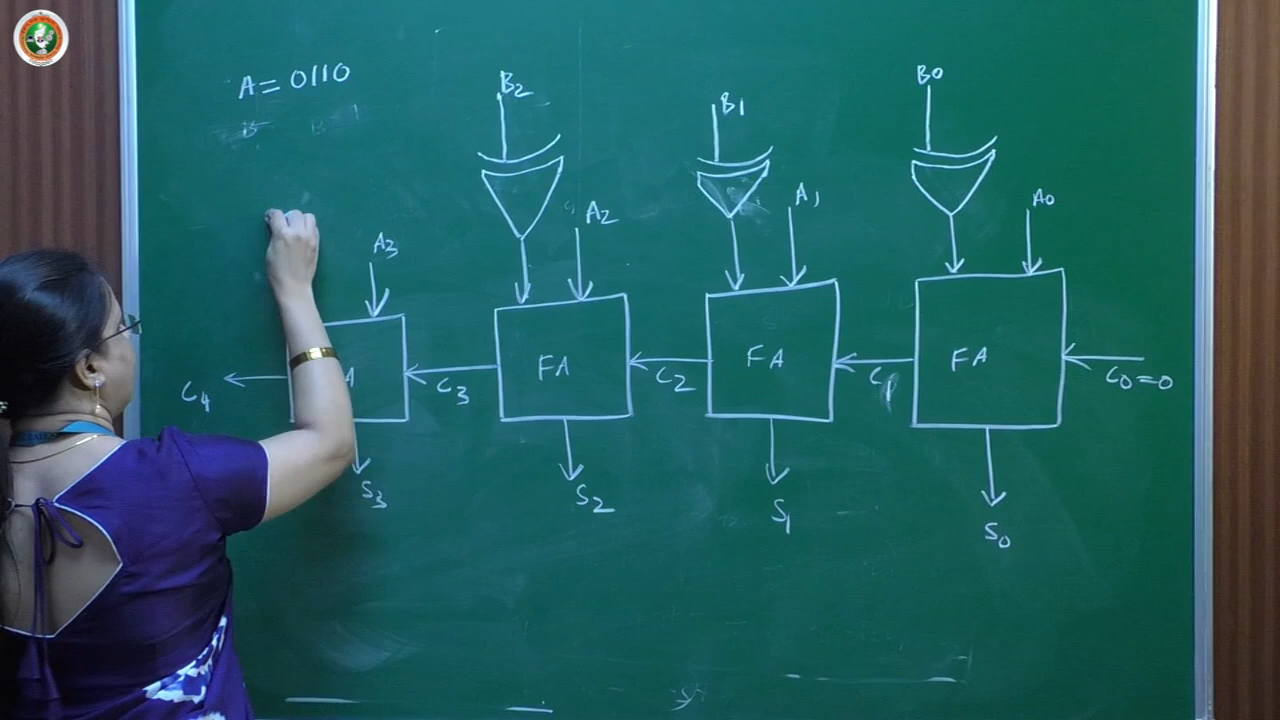 A = 0110
B2
B1
B0
A3
A2
A1
A0
C4
A
C3
FA
C2
FA
C1
FA
C0=0
S3
S2
S1
S0